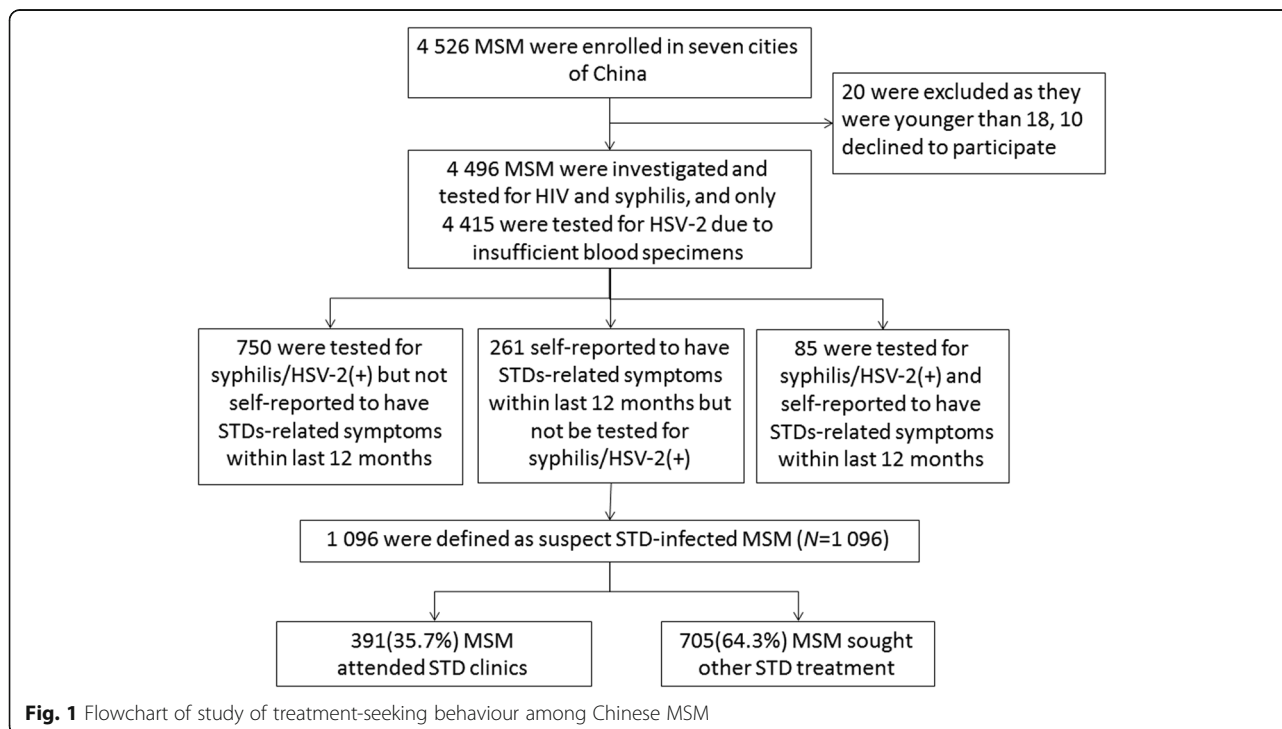 4 526 MSM were enrolled in seven cities
of China
20 were excluded as they
were younger than 18, 10
declined to participate
4 496 MSM were investigated and
tested for HIV and syphilis, and only
4 415 were tested for HSV-2 due to
insufficient blood specimens
750 were tested for
syphilis/HSV-2(+) but not
self-reported to have
STDs-related symptoms
within last 12 months
261 self-reported to have
STDs-related symptoms
within last 12 months but
not be tested for
syphilis/HSV-2(+)
85 were tested for
syphilis/HSV-2(+) and
self-reported to have
STDs-related symptoms
within last 12 months
1 096 were defined as suspect STD-infected MSM (N=1 096)
391(35.7%) MSM
attended STD clinics
705(64.3%) MSM sought
other STD treatment
Fig. 1 Flowchart of study of treatment-seeking behaviour among Chinese MSM